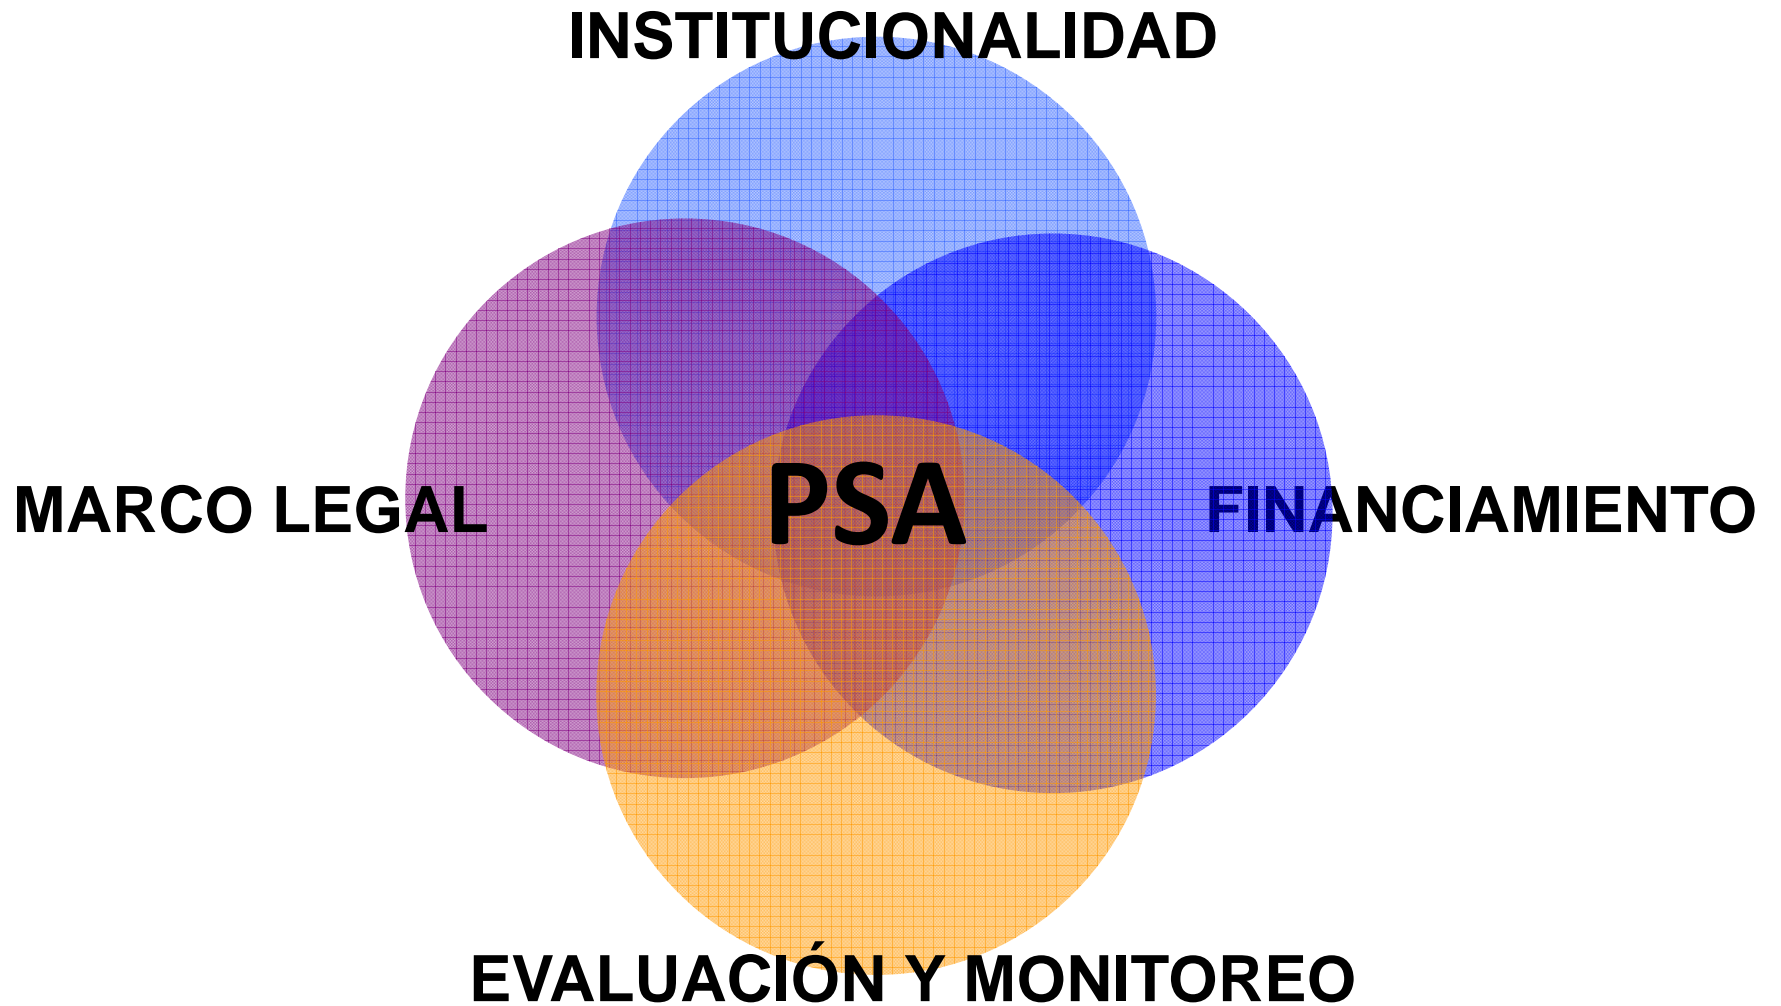 INSTITUCIONALIDAD
MARCO LEGAL
PSA
FINANCIAMIENTO
EVALUACIÓN Y MONITOREO